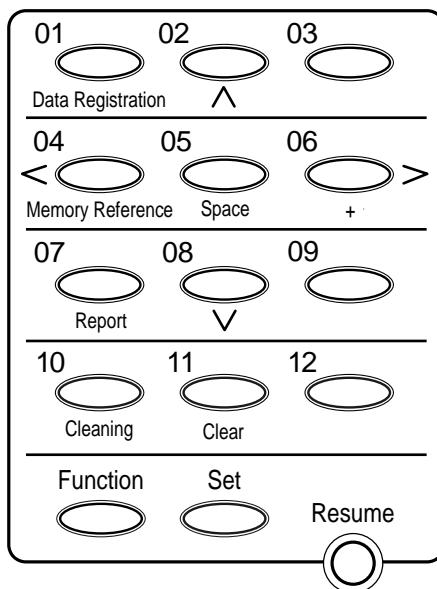 01 02 03
Data Registration ∧
04 05 06
< >
Memory Reference Space +
07 08 09
Report ∨
10 11 12
Cleaning Clear
Function Set
Resume